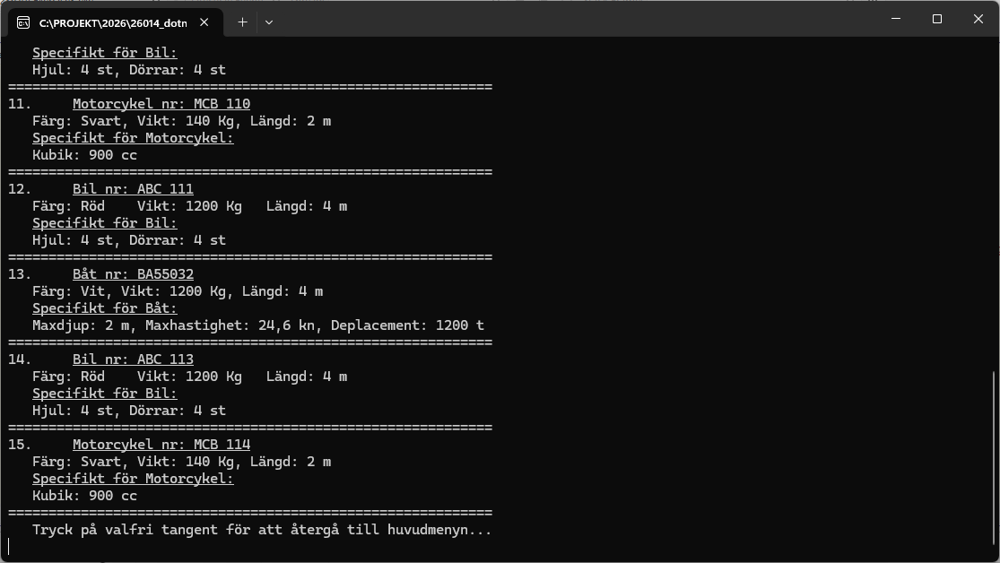 C:\PROJEKT\2026\26014_dotn
Specifikt för Bil:
Hjul: 4 st, Dörrar: 4 st
============================================================
11.     Motorcykel nr: MCB 110
Färg: Svart, Vikt: 140 Kg, Längd: 2 m
Specifikt för Motorcykel:
Kubik: 900 cc
============================================================
12.     Bil nr: ABC 111
Färg: Röd    Vikt: 1200 Kg   Längd: 4 m
Specifikt för Bil:
Hjul: 4 st, Dörrar: 4 st
============================================================
13.     Båt nr: BA55032
Färg: Vit, Vikt: 1200 Kg, Längd: 4 m
Specifikt för Båt:
Maxdjup: 2 m, Maxhastighet: 24,6 kn, Deplacement: 1200 t
============================================================
14.     Bil nr: ABC 113
Färg: Röd    Vikt: 1200 Kg   Längd: 4 m
Specifikt för Bil:
Hjul: 4 st, Dörrar: 4 st
============================================================
15.     Motorcykel nr: MCB 114
Färg: Svart, Vikt: 140 Kg, Längd: 2 m
Specifikt för Motorcykel:
Kubik: 900 cc
============================================================
Tryck på valfri tangent för att återgå till huvudmenyn...